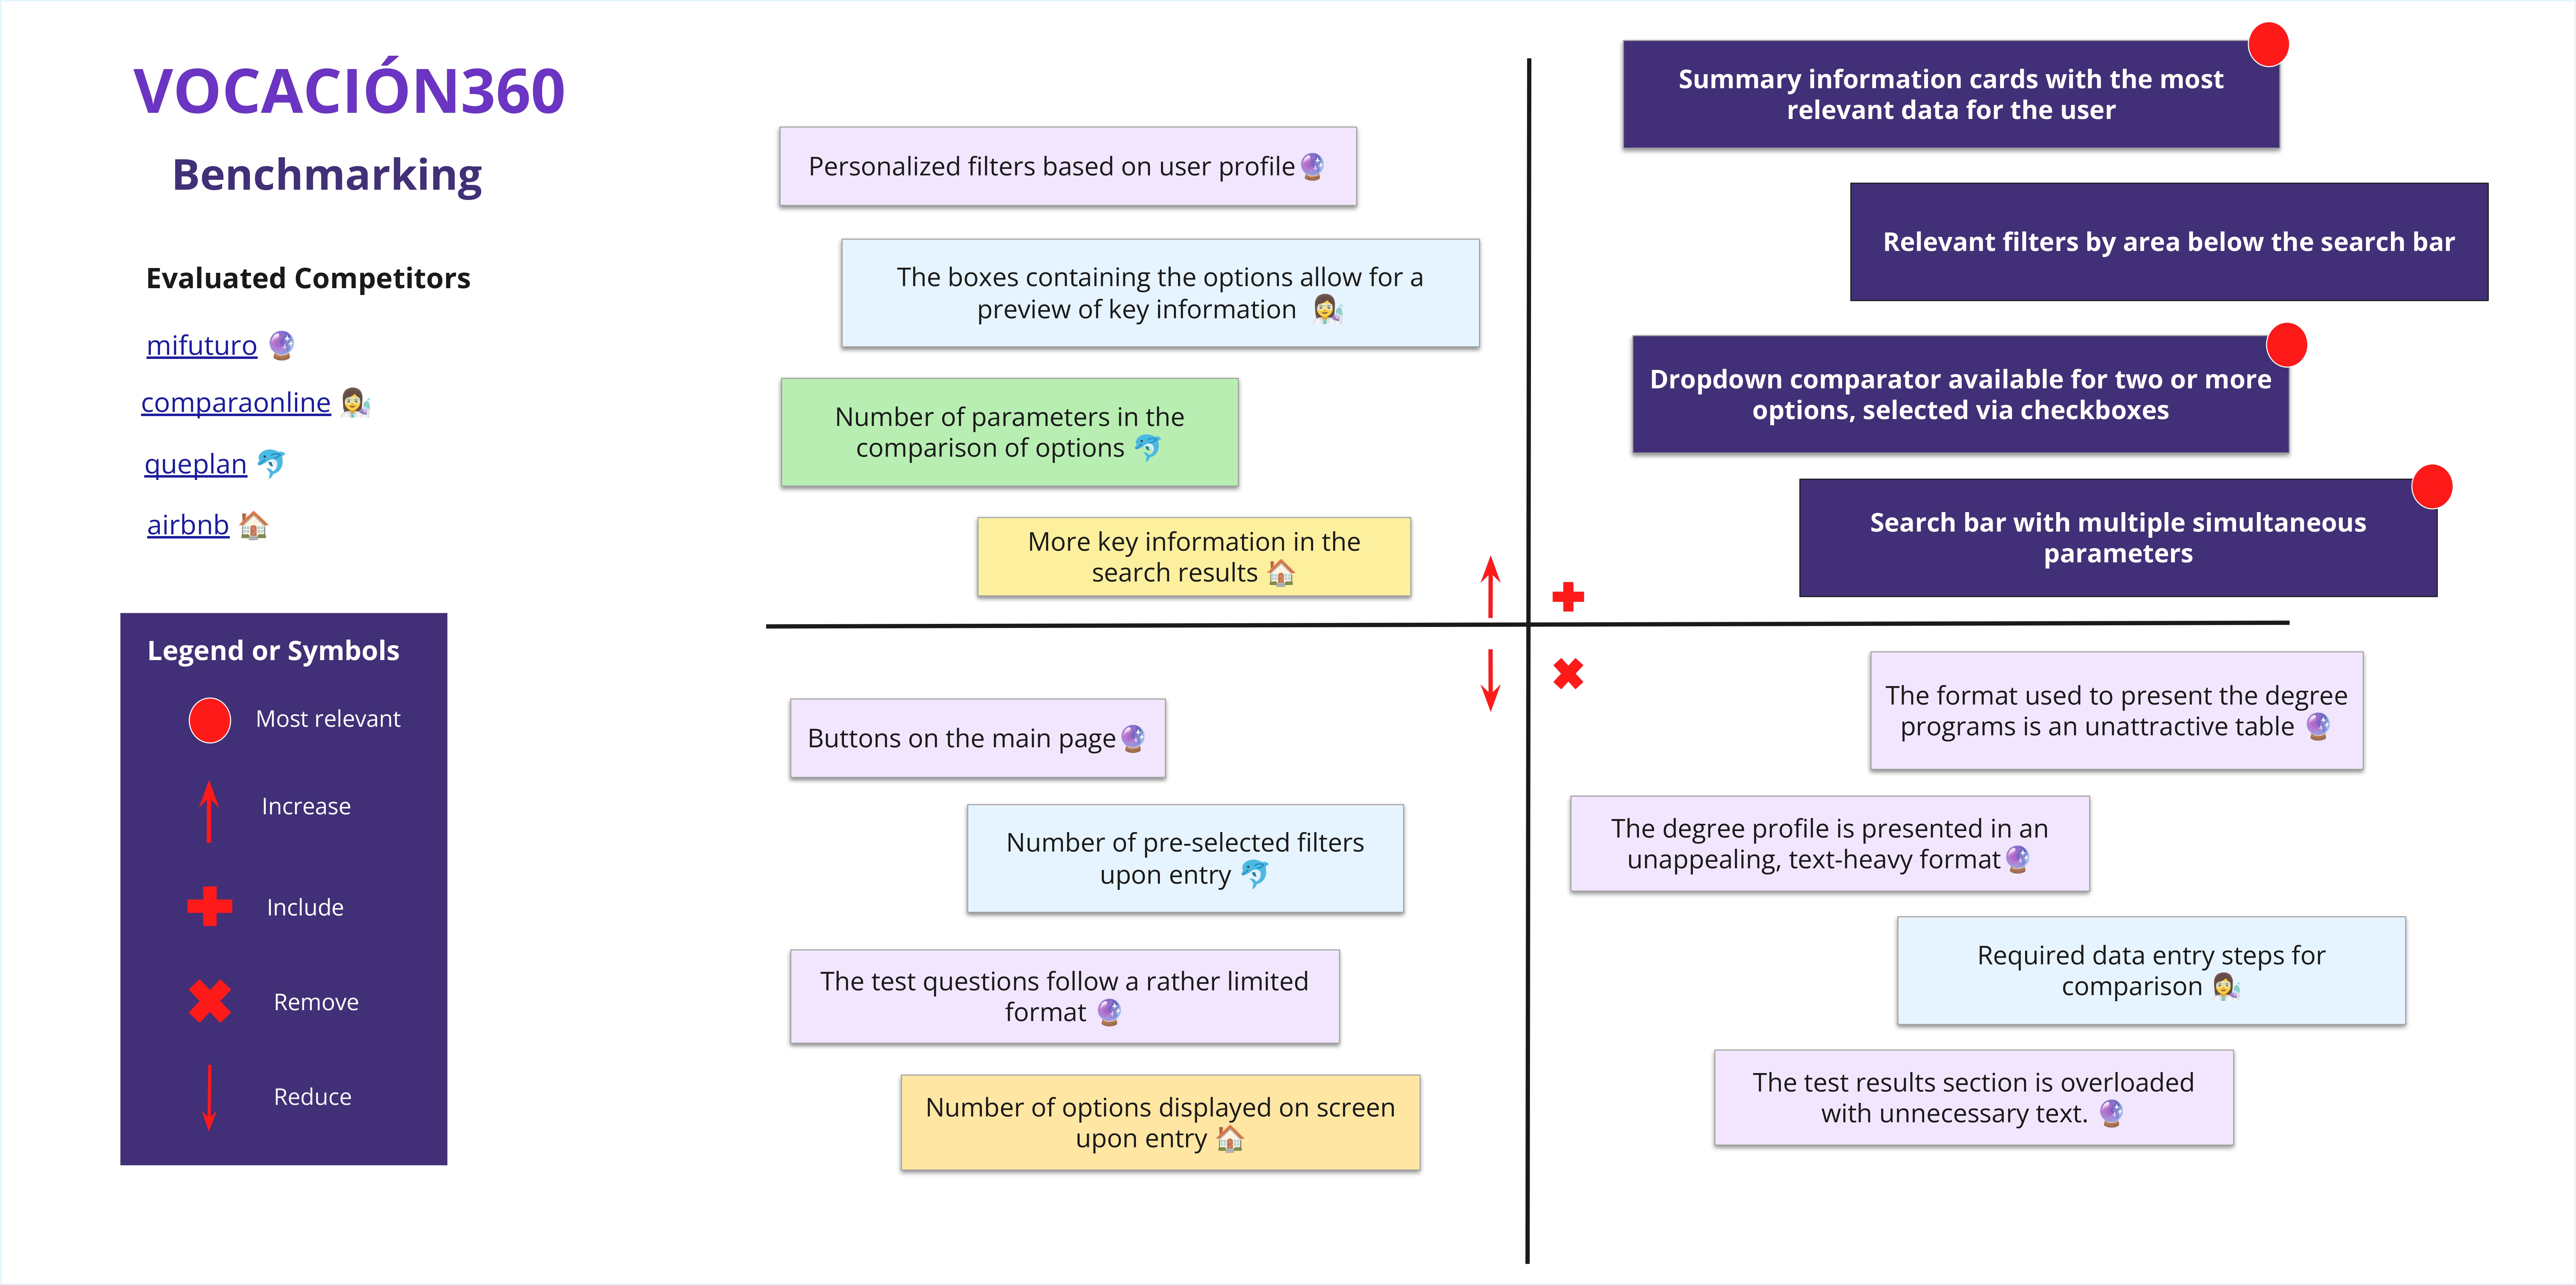 VOCACIÓN360
Benchmarking
Evaluated Competitors
mifuturo 🔮
comparaonline 👩‍🔬
queplan 🐬
airbnb 🏠
Legend or Symbols
Most relevant
Increase
Include
Remove
Reduce
Personalized filters based on user profile🔮
The boxes containing the options allow for a
preview of key information 👩‍🔬
Number of parameters in the
comparison of options 🐬
More key information in the
search results 🏠
Summary information cards with the most
relevant data for the user
Relevant filters by area below the search bar
Dropdown comparator available for two or more
options, selected via checkboxes
Search bar with multiple simultaneous
parameters
Buttons on the main page🔮
Number of pre-selected filters
upon entry 🐬
The test questions follow a rather limited
format 🔮
Number of options displayed on screen
upon entry 🏠
The format used to present the degree
programs is an unattractive table 🔮
The degree profile is presented in an
unappealing, text-heavy format🔮
Required data entry steps for
comparison 👩‍🔬
The test results section is overloaded
with unnecessary text. 🔮